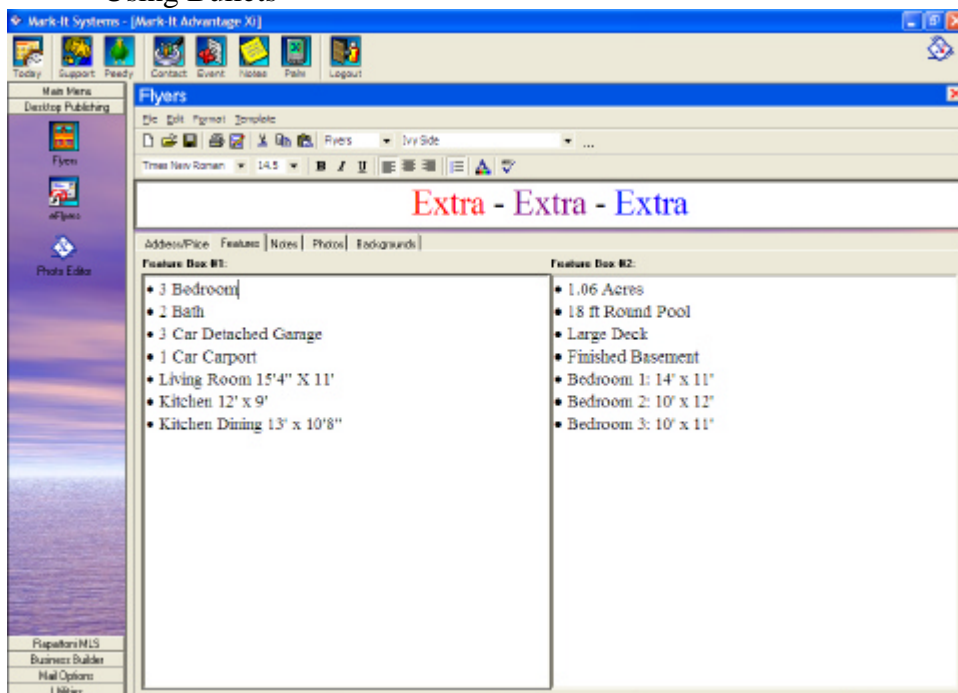 Using Bullets
Mark-It Systems - [Mark-It Advantage Xi]
Today Support Peedy Contact Event Notes Palm Logout
Main Menu
Desktop Publishing
Flyers
eFlyers
Photo Editor
Flyers
File Edit Format Template
Flyers Ivy Side ...
Times New Roman 14.5 B I U
Extra - Extra - Extra
Address/Price Features Notes Photos Backgrounds
Feature Box #1:
• 3 Bedroom
• 2 Bath
• 3 Car Detached Garage
• 1 Car Carport
• Living Room 15'4" X 11'
• Kitchen 12' x 9'
• Kitchen Dining 13' x 10'8"
Feature Box #2:
• 1.06 Acres
• 18 ft Round Pool
• Large Deck
• Finished Basement
• Bedroom 1: 14' x 11'
• Bedroom 2: 10' x 12'
• Bedroom 3: 10' x 11'
Rapattoni MLS
Business Builder
Mail Options
Utilities